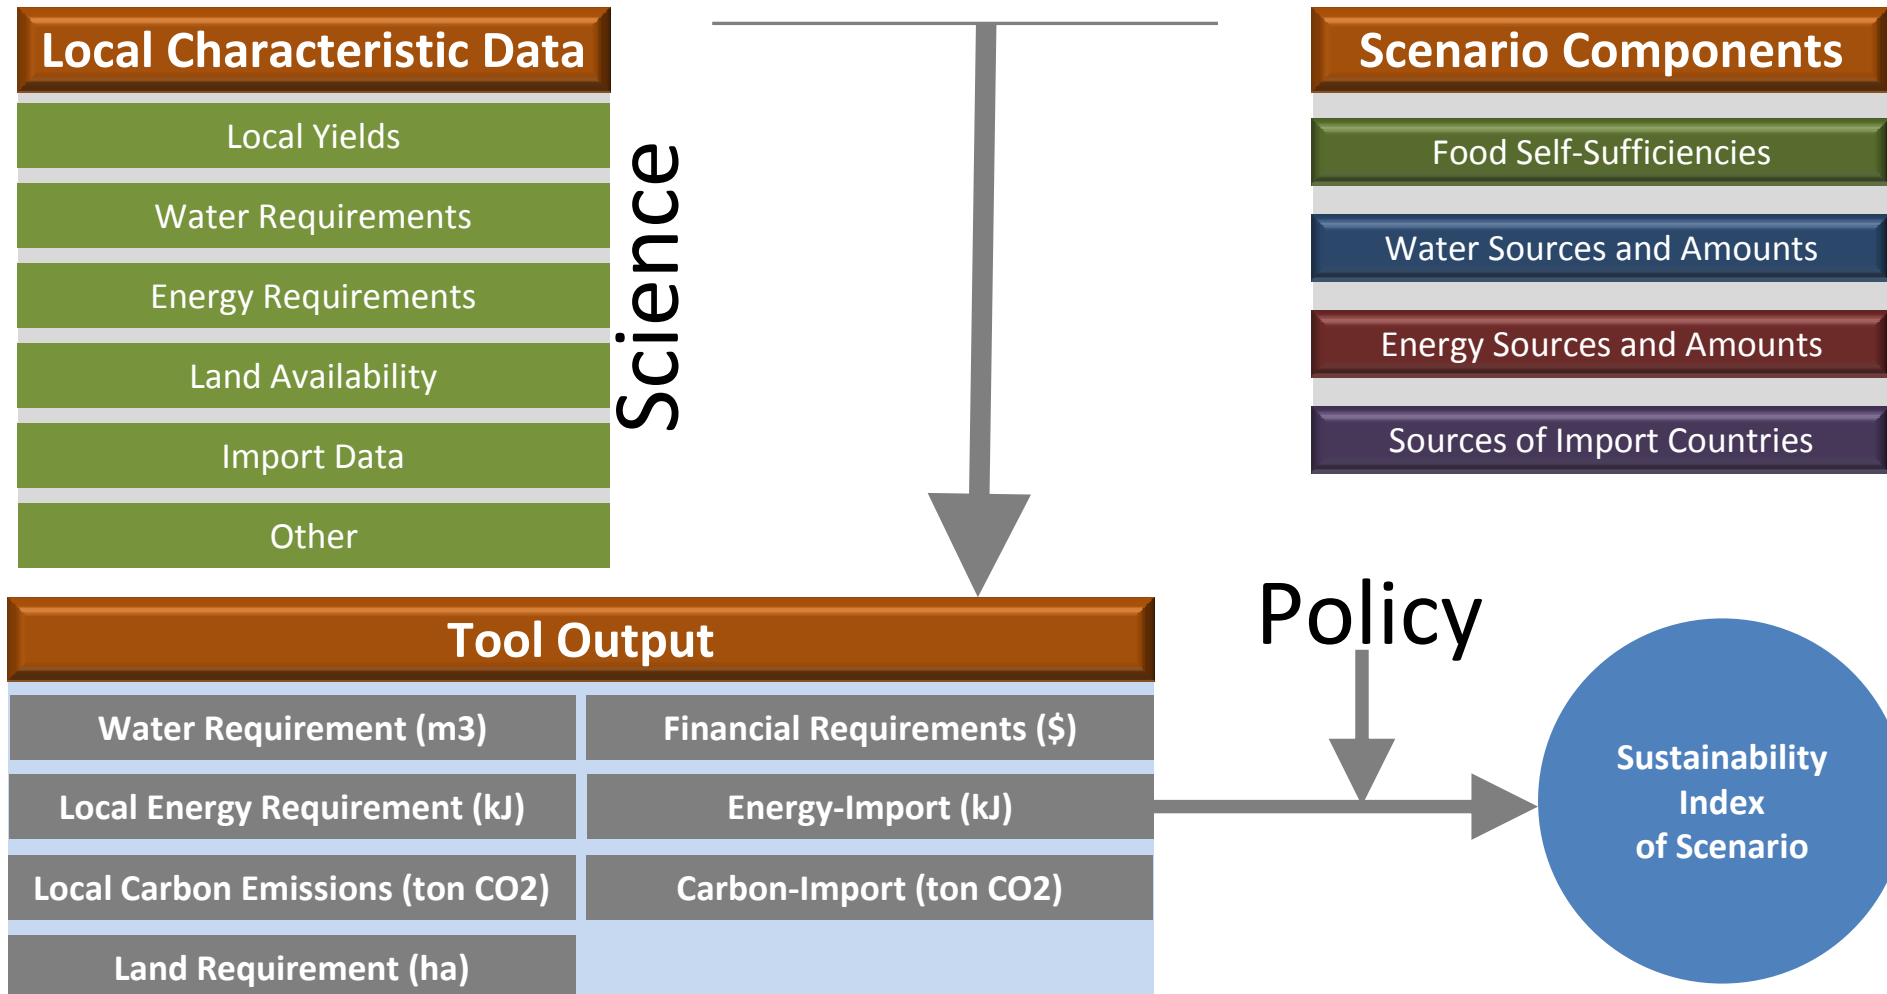 Local Characteristic Data
Local Yields
Water Requirements
Energy Requirements
Land Availability
Import Data
Other
Science
Scenario Components
Food Self-Sufficiencies
Water Sources and Amounts
Energy Sources and Amounts
Sources of Import Countries
Tool Output
Water Requirement (m3)
Financial Requirements ($)
Local Energy Requirement (kJ)
Energy-Import (kJ)
Local Carbon Emissions (ton CO2)
Carbon-Import (ton CO2)
Land Requirement (ha)
Policy
Sustainability
Index
of Scenario